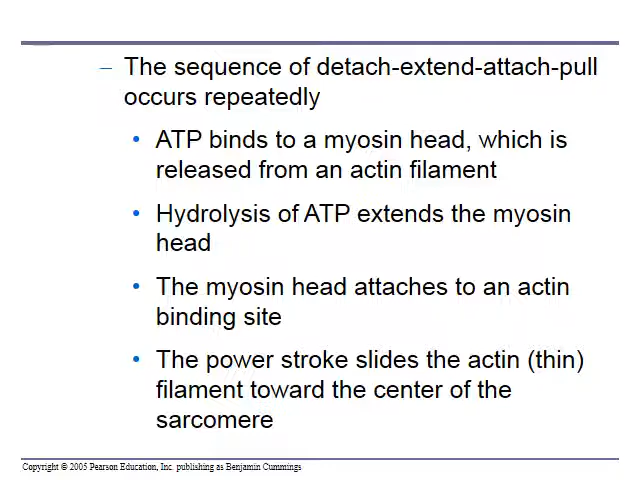 – The sequence of detach-extend-attach-pull
occurs repeatedly
• ATP binds to a myosin head, which is
released from an actin filament
• Hydrolysis of ATP extends the myosin
head
• The myosin head attaches to an actin
binding site
• The power stroke slides the actin (thin)
filament toward the center of the
sarcomere
Copyright © 2005 Pearson Education, Inc. publishing as Benjamin Cummings